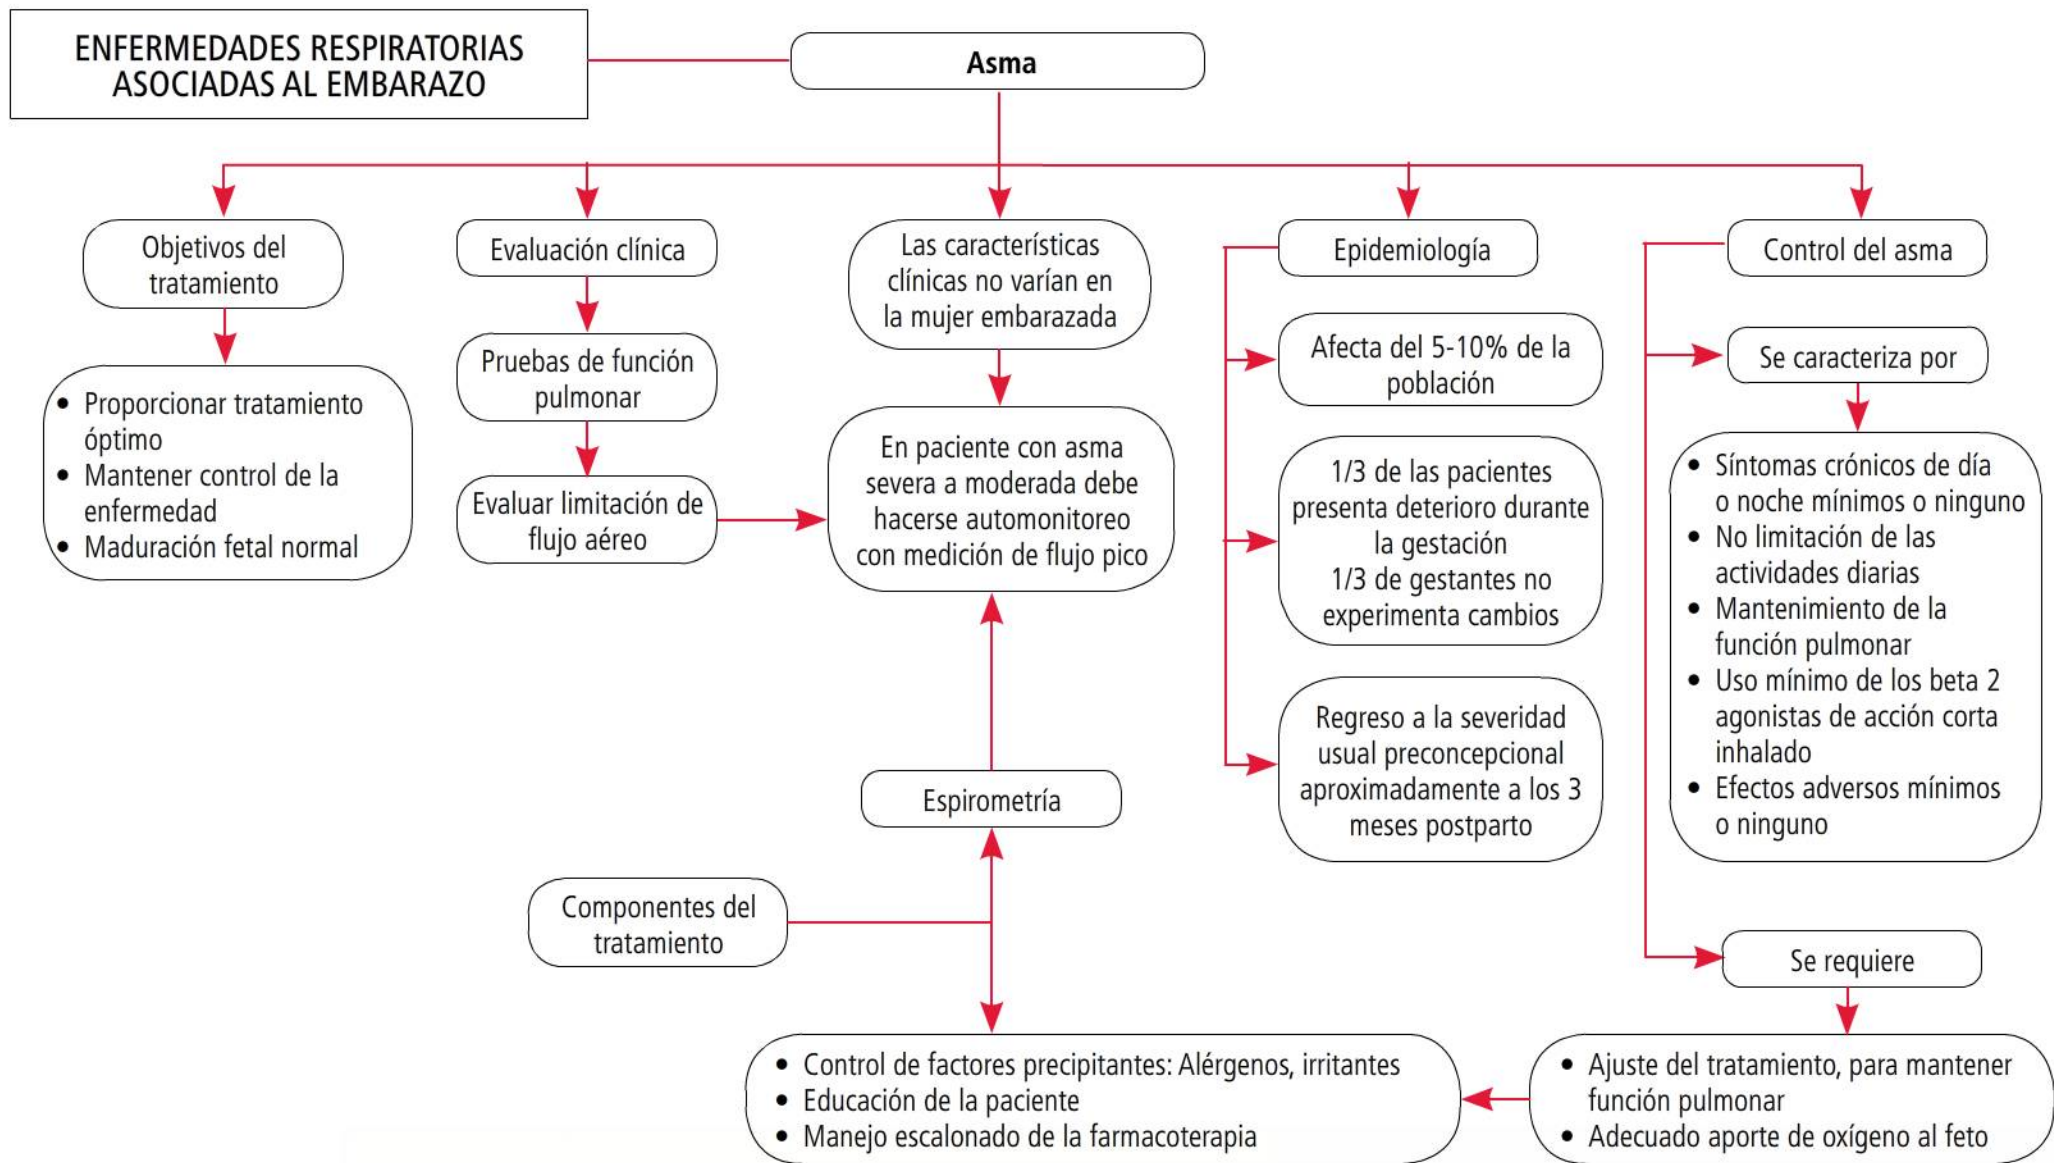 ENFERMEDADES RESPIRATORIAS
ASOCIADAS AL EMBARAZO
Asma
Objetivos del
tratamiento
• Proporcionar tratamiento
óptimo
• Mantener control de la
enfermedad
• Maduración fetal normal
Evaluación clínica
Pruebas de función
pulmonar
Evaluar limitación de
flujo aéreo
Las características
clínicas no varían en
la mujer embarazada
En paciente con asma
severa a moderada debe
hacerse automonitoreo
con medición de flujo pico
Espirometría
Componentes del
tratamiento
• Control de factores precipitantes: Alérgenos, irritantes
• Educación de la paciente
• Manejo escalonado de la farmacoterapia
Epidemiología
Afecta del 5-10% de la
población
1/3 de las pacientes
presenta deterioro durante
la gestación
1/3 de gestantes no
experimenta cambios
Regreso a la severidad
usual preconcepcional
aproximadamente a los 3
meses postparto
Control del asma
Se caracteriza por
• Síntomas crónicos de día
o noche mínimos o ninguno
• No limitación de las
actividades diarias
• Mantenimiento de la
función pulmonar
• Uso mínimo de los beta 2
agonistas de acción corta
inhalado
• Efectos adversos mínimos
o ninguno
Se requiere
• Ajuste del tratamiento, para mantener
función pulmonar
• Adecuado aporte de oxígeno al feto